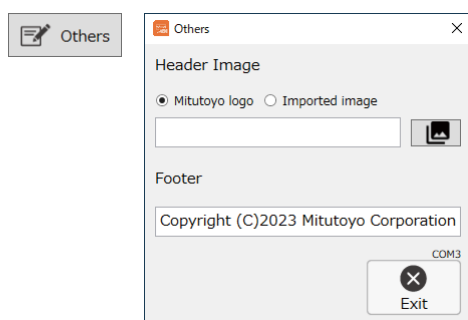 Others
Others
Header Image
Mitutoyo logo Imported image
Footer
Copyright (C)2023 Mitutoyo Corporation
COM3
Exit